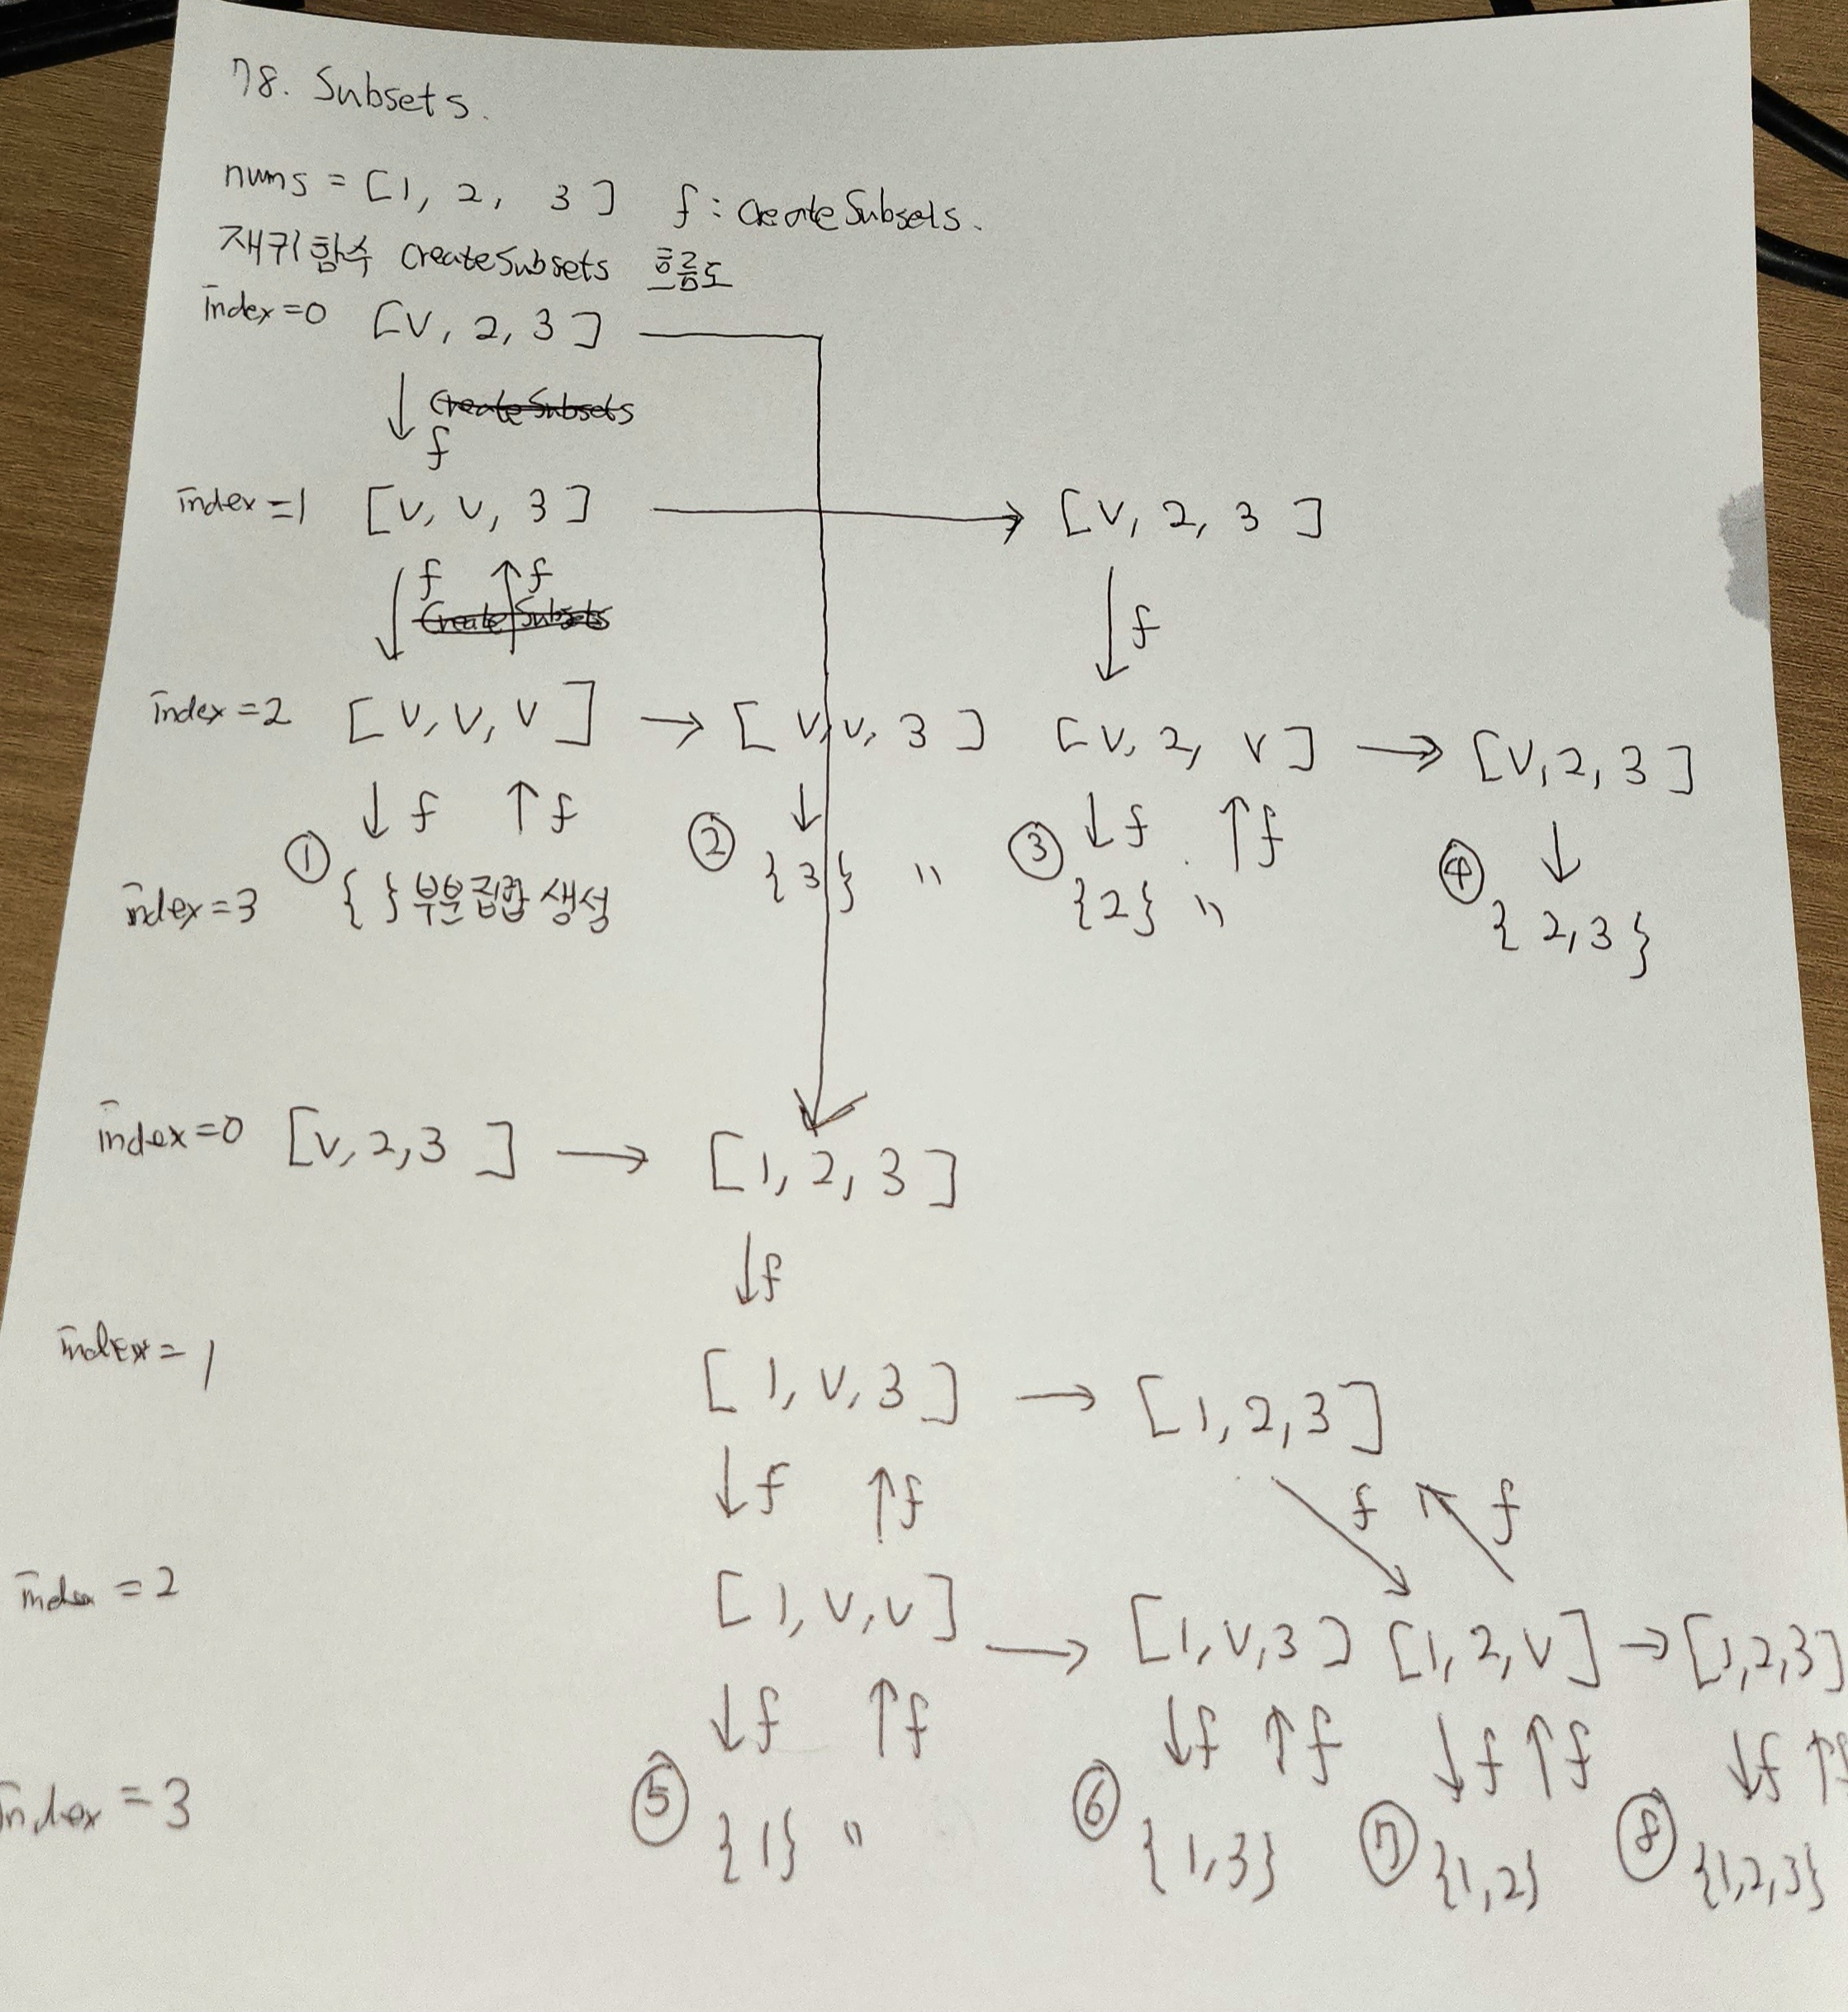 78. Subsets.
nums = [1, 2, 3] f : createSubsets.
재귀함수 createSubsets 흐름도
index=0 [v, 2, 3]
↓ createSubsets
f
index=1 [v, v, 3] → [v, 2, 3]
↓ f ↑ f
createSubsets ↓ f
index=2 [v, v, v] → [v, v, 3] [v, 2, v] → [v, 2, 3]
↓ f ↑ f ↓ ↓ f ↑ f ↓
index=3 ① { } 부분집합 생성 ② {3} " ③ {2} " ④ {2,3}
index=0 [v, 2, 3] → [1, 2, 3]
↓ f
index=1 [1, v, 3] → [1, 2, 3]
↓ f ↑ f f f
index=2 [1, v, v] → [1, v, 3] [1, 2, v] → [1,2,3]
↓ f ↑ f ↓ f ↑ f ↓ f ↑ f ↓ f ↑ f
index=3 ⑤ {1} " ⑥ {1,3} ⑦ {1,2} ⑧ {1,2,3}